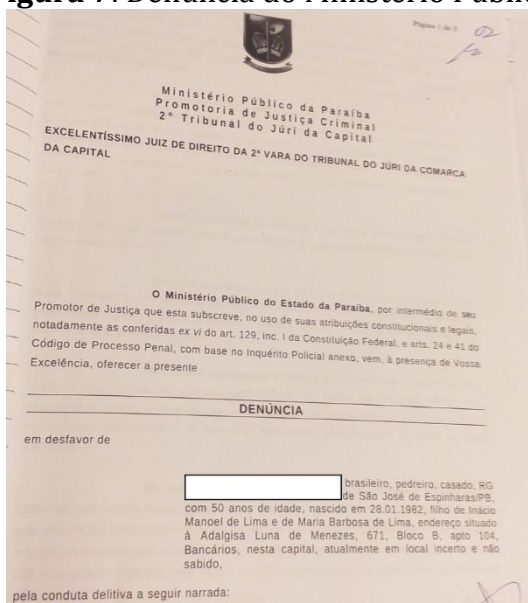 igura 7: Denúncia do Ministério Públic
Página 1 de 5
02
Ministério Público da Paraíba
Promotoria de Justiça Criminal
2º Tribunal do Júri da Capital
EXCELENTÍSSIMO JUIZ DE DIREITO DA 2ª VARA DO TRIBUNAL DO JÚRI DA COMARCA
DA CAPITAL
O Ministério Público do Estado da Paraíba, por intermédio de seu
Promotor de Justiça que esta subscreve, no uso de suas atribuições constitucionais e legais,
notadamente as conferidas ex vi do art. 129, inc. I da Constituição Federal, e arts. 24 e 41 do
Código de Processo Penal, com base no Inquérito Policial anexo, vem, à presença de Vossa
Excelência, oferecer a presente
DENÚNCIA
em desfavor de
brasileiro, pedreiro, casado, RG
de São José de Espinharas/PB,
com 50 anos de idade, nascido em 28.01.1982, filho de Inácio
Manoel de Lima e de Maria Barbosa de Lima, endereço situado
à Adalgisa Luna de Menezes, 671, Bloco B, apto 104,
Bancários, nesta capital, atualmente em local incerto e não
sabido,
pela conduta delitiva a seguir narrada: